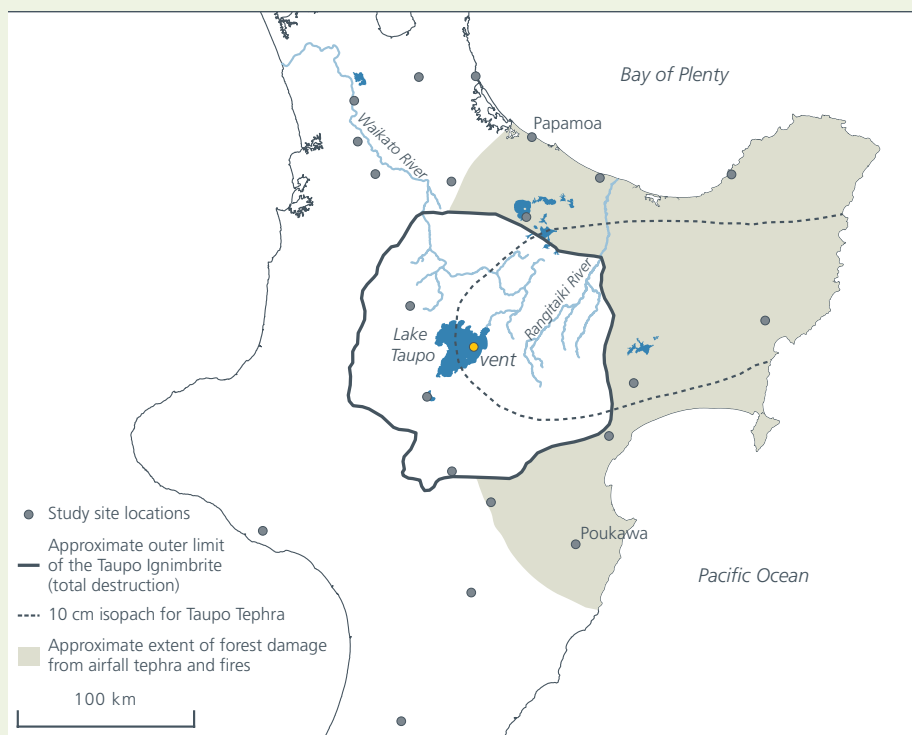 Bay of Plenty
Papamoa
Waikato River
Rangitaiki River
Lake
Taupo
vent
Study site locations
Poukawa
Approximate outer limit
of the Taupo Ignimbrite
(total destruction)
Pacific Ocean
10 cm isopach for Taupo Tephra
Approximate extent of forest damage
from airfall tephra and fires
100 km